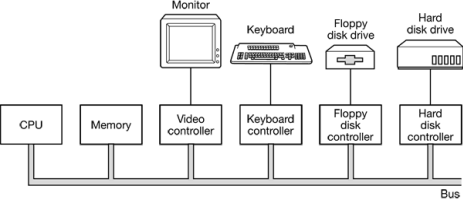 Monitor
Keyboard
Floppy
disk drive
Hard
disk drive
CPU
Memory
Video
controller
Keyboard
controller
Floppy
disk
controller
Hard
disk
controller
Bus